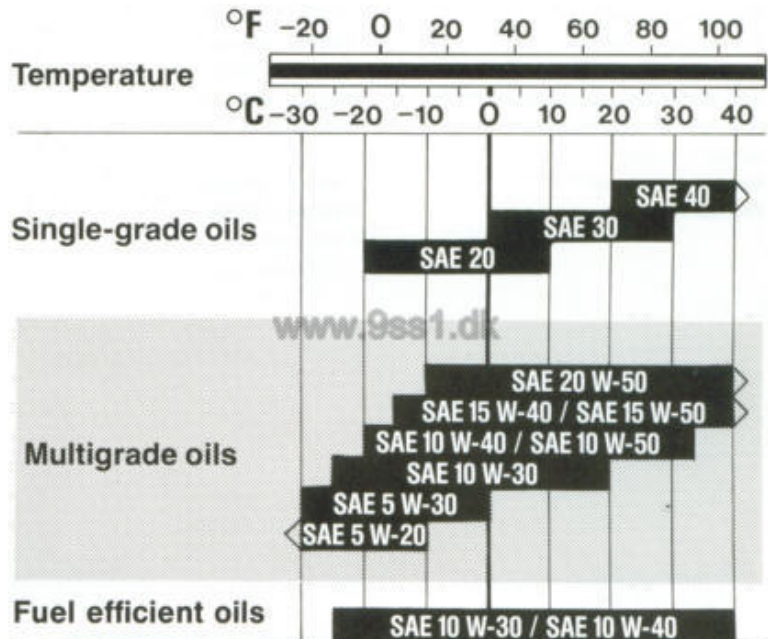 °F -20 0 20 40 60 80 100
Temperature
°C -30 -20 -10 0 10 20 30 40
SAE 40
Single-grade oils
SAE 30
SAE 20
www.9ss1.dk
SAE 20 W-50
SAE 15 W-40 / SAE 15 W-50
SAE 10 W-40 / SAE 10 W-50
Multigrade oils
SAE 10 W-30
SAE 5 W-30
SAE 5 W-20
Fuel efficient oils
SAE 10 W-30 / SAE 10 W-40